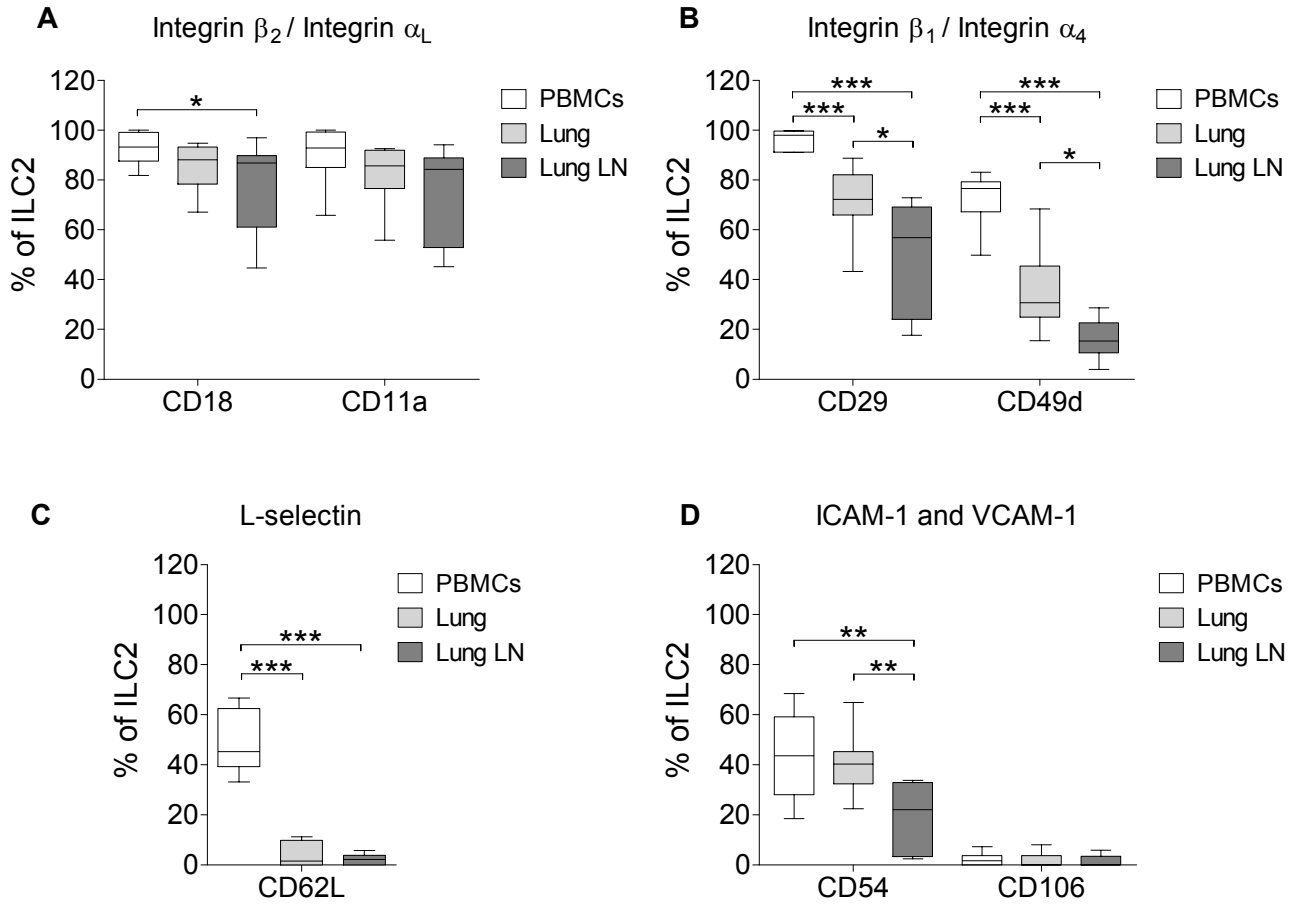 A
Integrin β2 / Integrin αL
120
100
80
60
40
20
0
% of ILC2
*
CD18
CD11a
PBMCs
Lung
Lung LN
B
Integrin β1 / Integrin α4
120
100
80
60
40
20
0
% of ILC2
***
***
*
***
***
*
CD29
CD49d
PBMCs
Lung
Lung LN
C
L-selectin
120
100
80
60
40
20
0
% of ILC2
***
***
CD62L
PBMCs
Lung
Lung LN
D
ICAM-1 and VCAM-1
120
100
80
60
40
20
0
% of ILC2
**
**
CD54
CD106
PBMCs
Lung
Lung LN